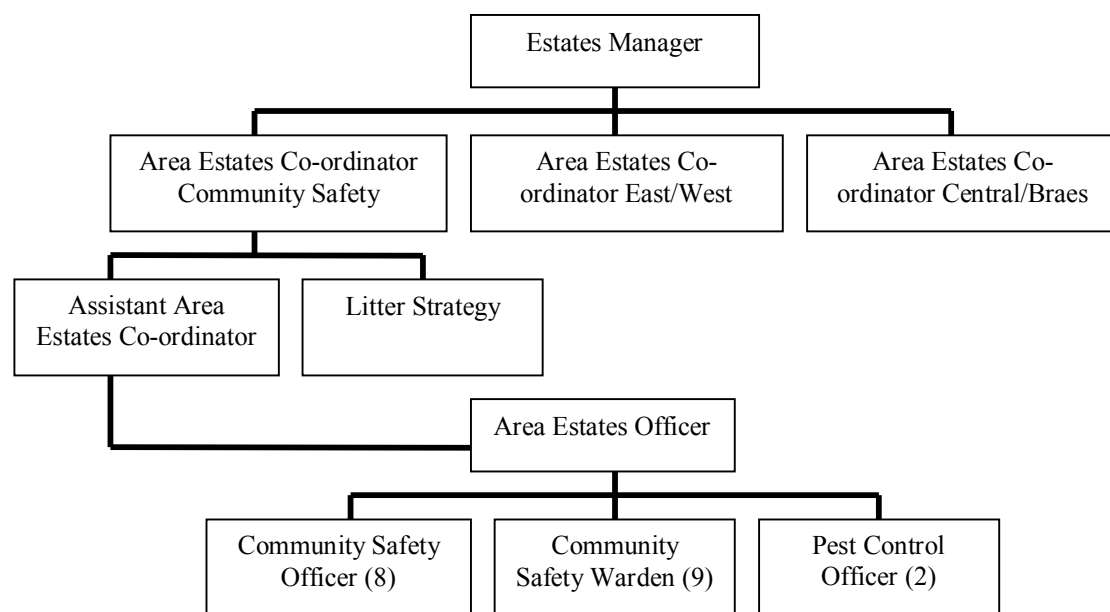 Estates Manager
Area Estates Co-ordinator
Community Safety
Area Estates Co-
ordinator East/West
Area Estates Co-
ordinator Central/Braes
Assistant Area
Estates Co-ordinator
Litter Strategy
Area Estates Officer
Community Safety
Officer (8)
Community
Safety Warden (9)
Pest Control
Officer (2)